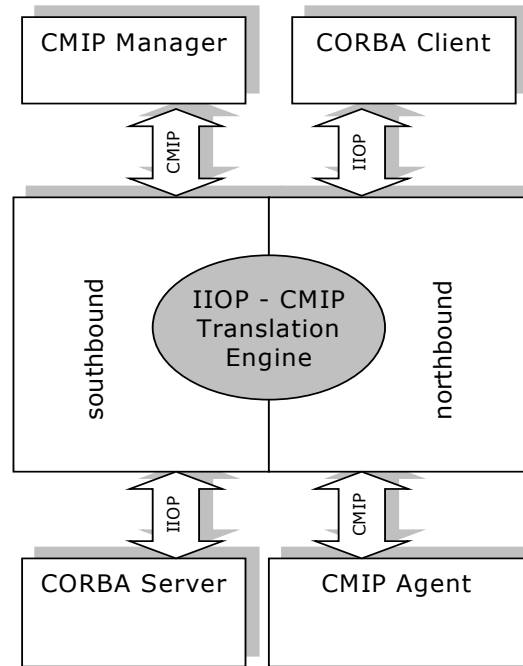 CMIP Manager
CORBA Client
CMIP
IIOP
southbound
IIOP - CMIP
Translation
Engine
northbound
IIOP
CMIP
CORBA Server
CMIP Agent